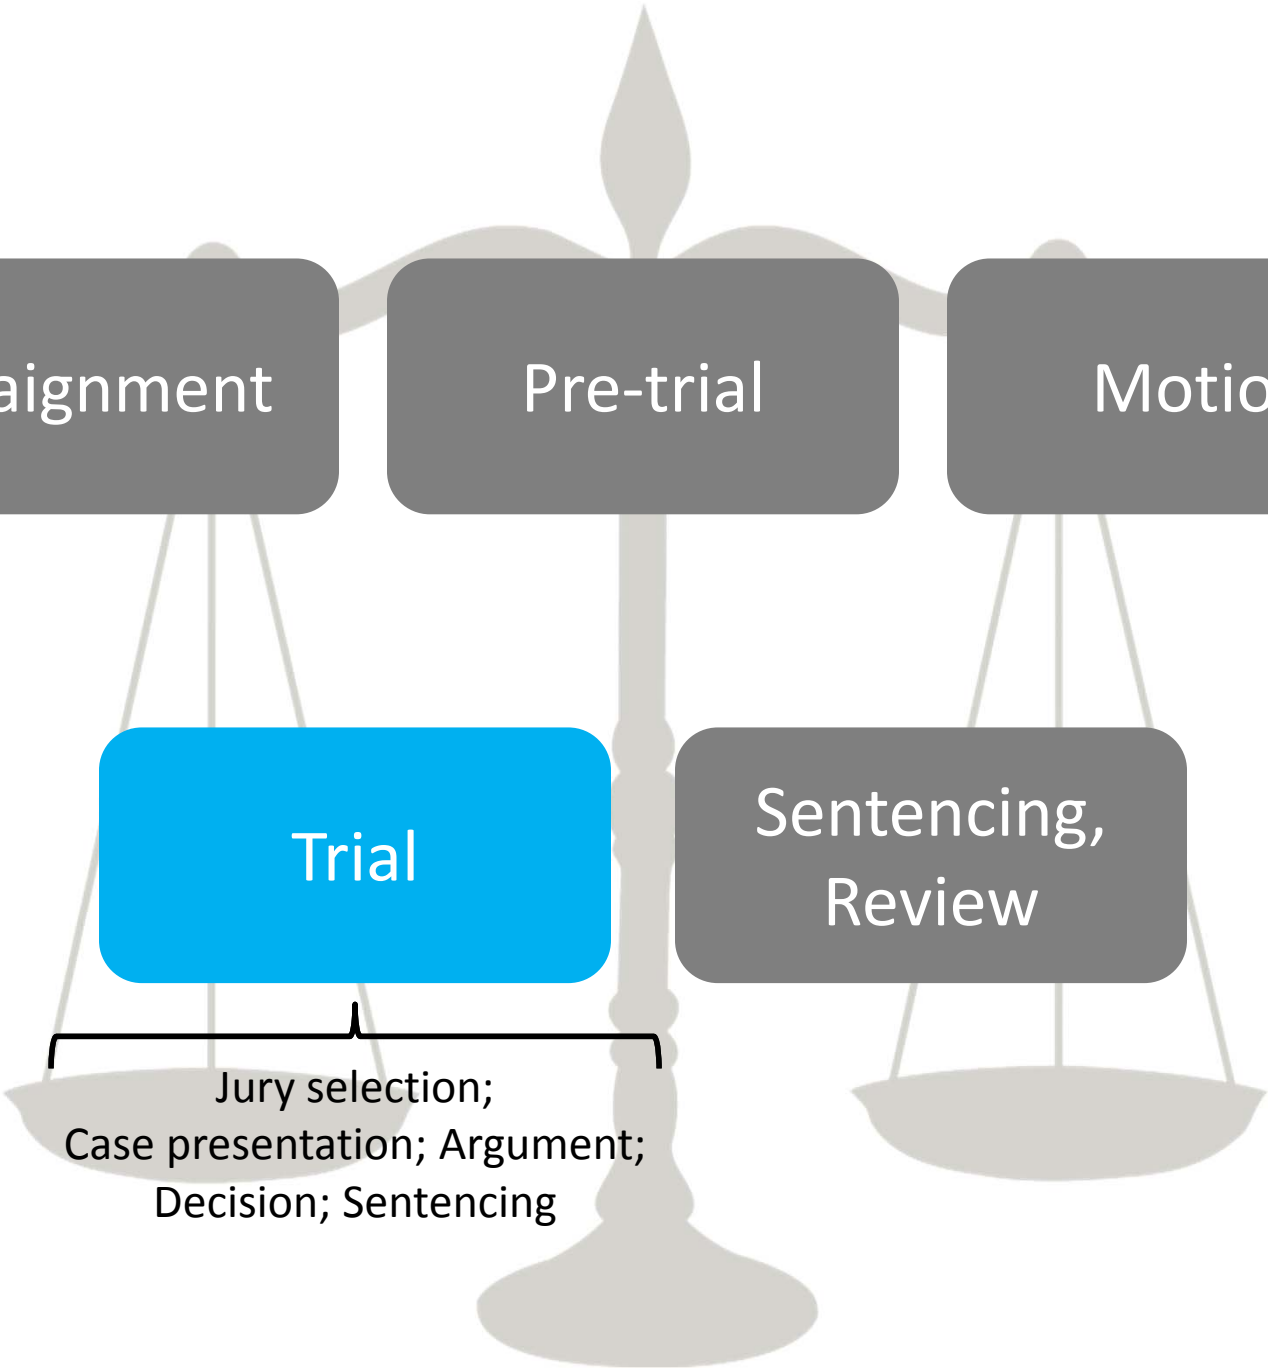 aignment
Pre-trial
Motio
Trial
Sentencing,
Review
Jury selection;
Case presentation; Argument;
Decision; Sentencing